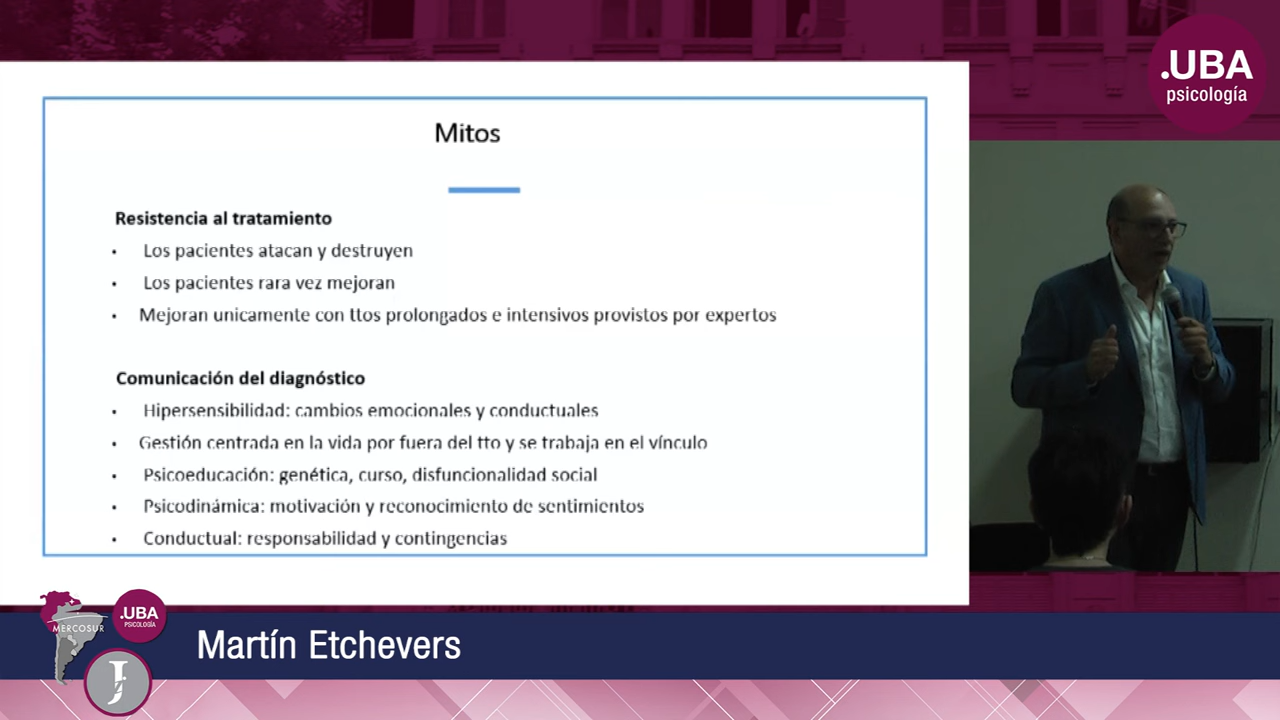 .UBA
psicología
Mitos
Resistencia al tratamiento
• Los pacientes atacan y destruyen
• Los pacientes rara vez mejoran
• Mejoran unicamente con ttos prolongados e intensivos provistos por expertos
Comunicación del diagnóstico
• Hipersensibilidad: cambios emocionales y conductuales
• Gestión centrada en la vida por fuera del tto y se trabaja en el vínculo
• Psicoeducación: genética, curso, disfuncionalidad social
• Psicodinámica: motivación y reconocimiento de sentimientos
• Conductual: responsabilidad y contingencias
MERCOSUR
.UBA
PSICOLOGÍA
J
Martín Etchevers